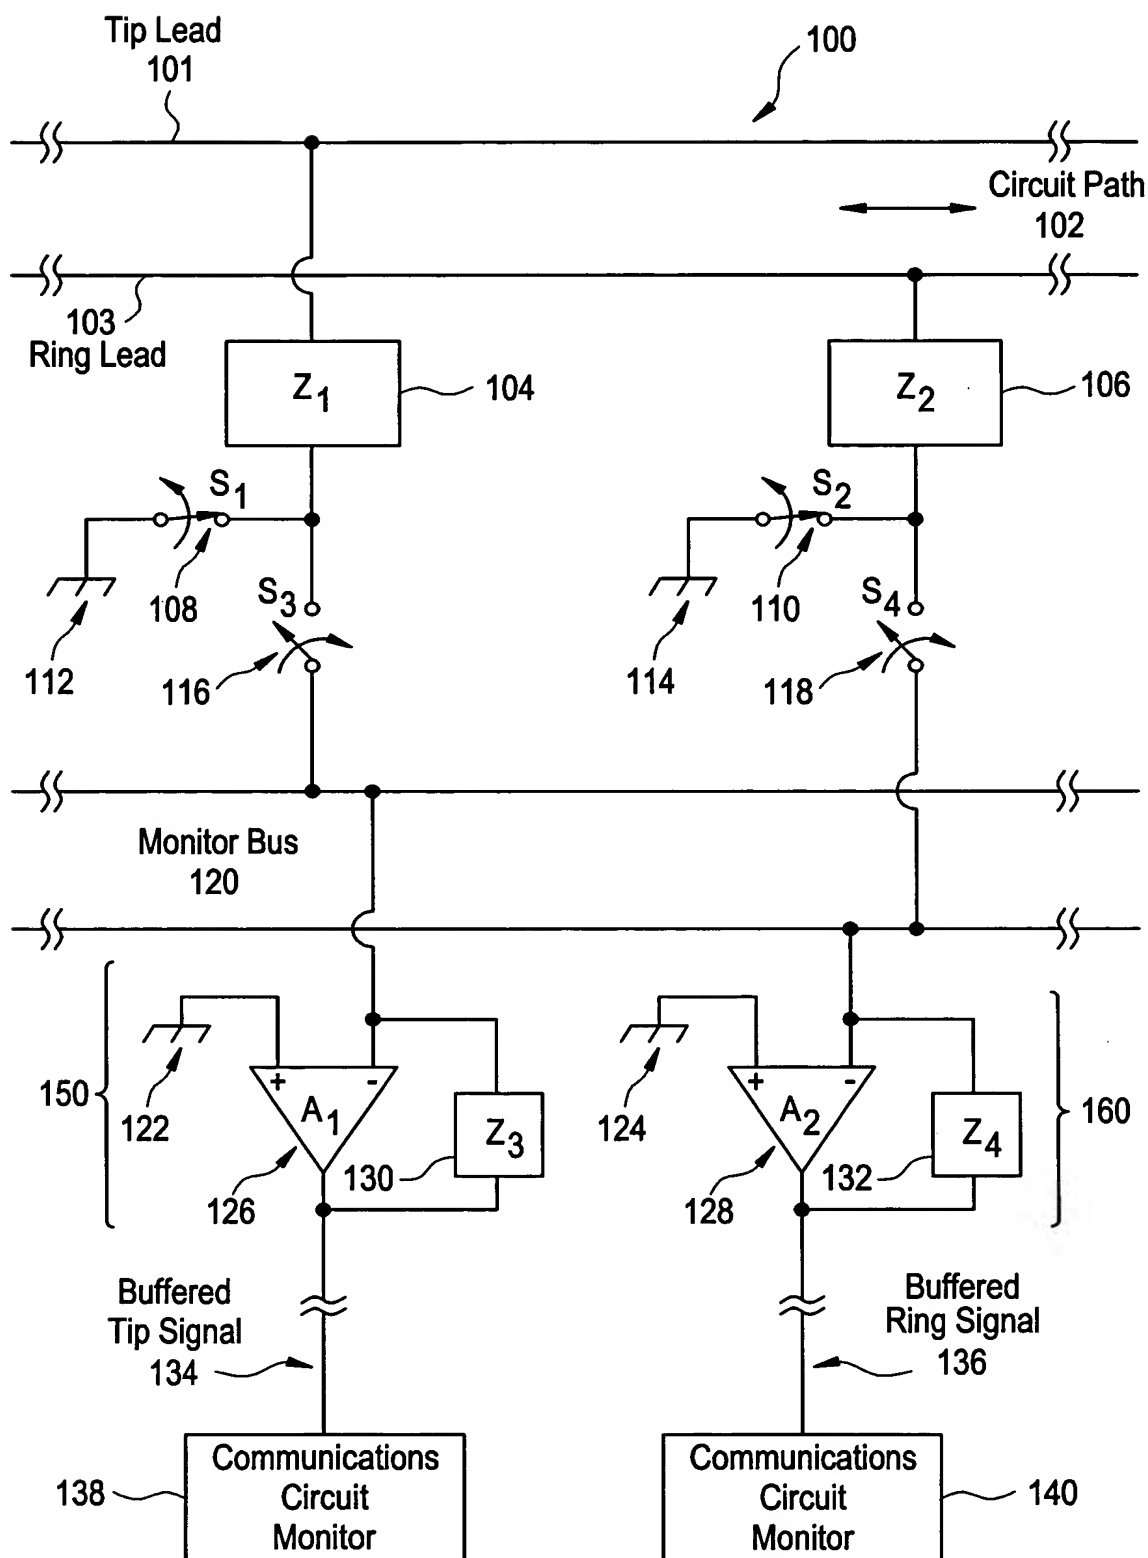 Tip Lead
101
100
Circuit Path
102
103
Ring Lead
Z1
104
Z2
106
S1
S2
108
110
S3
S4
112
116
114
118
Monitor Bus
120
150
122
+
-
A1
126
130
Z3
124
+
-
A2
128
132
Z4
160
Buffered
Tip Signal
134
Buffered
Ring Signal
136
138
Communications
Circuit
Monitor
Communications
Circuit
Monitor
140